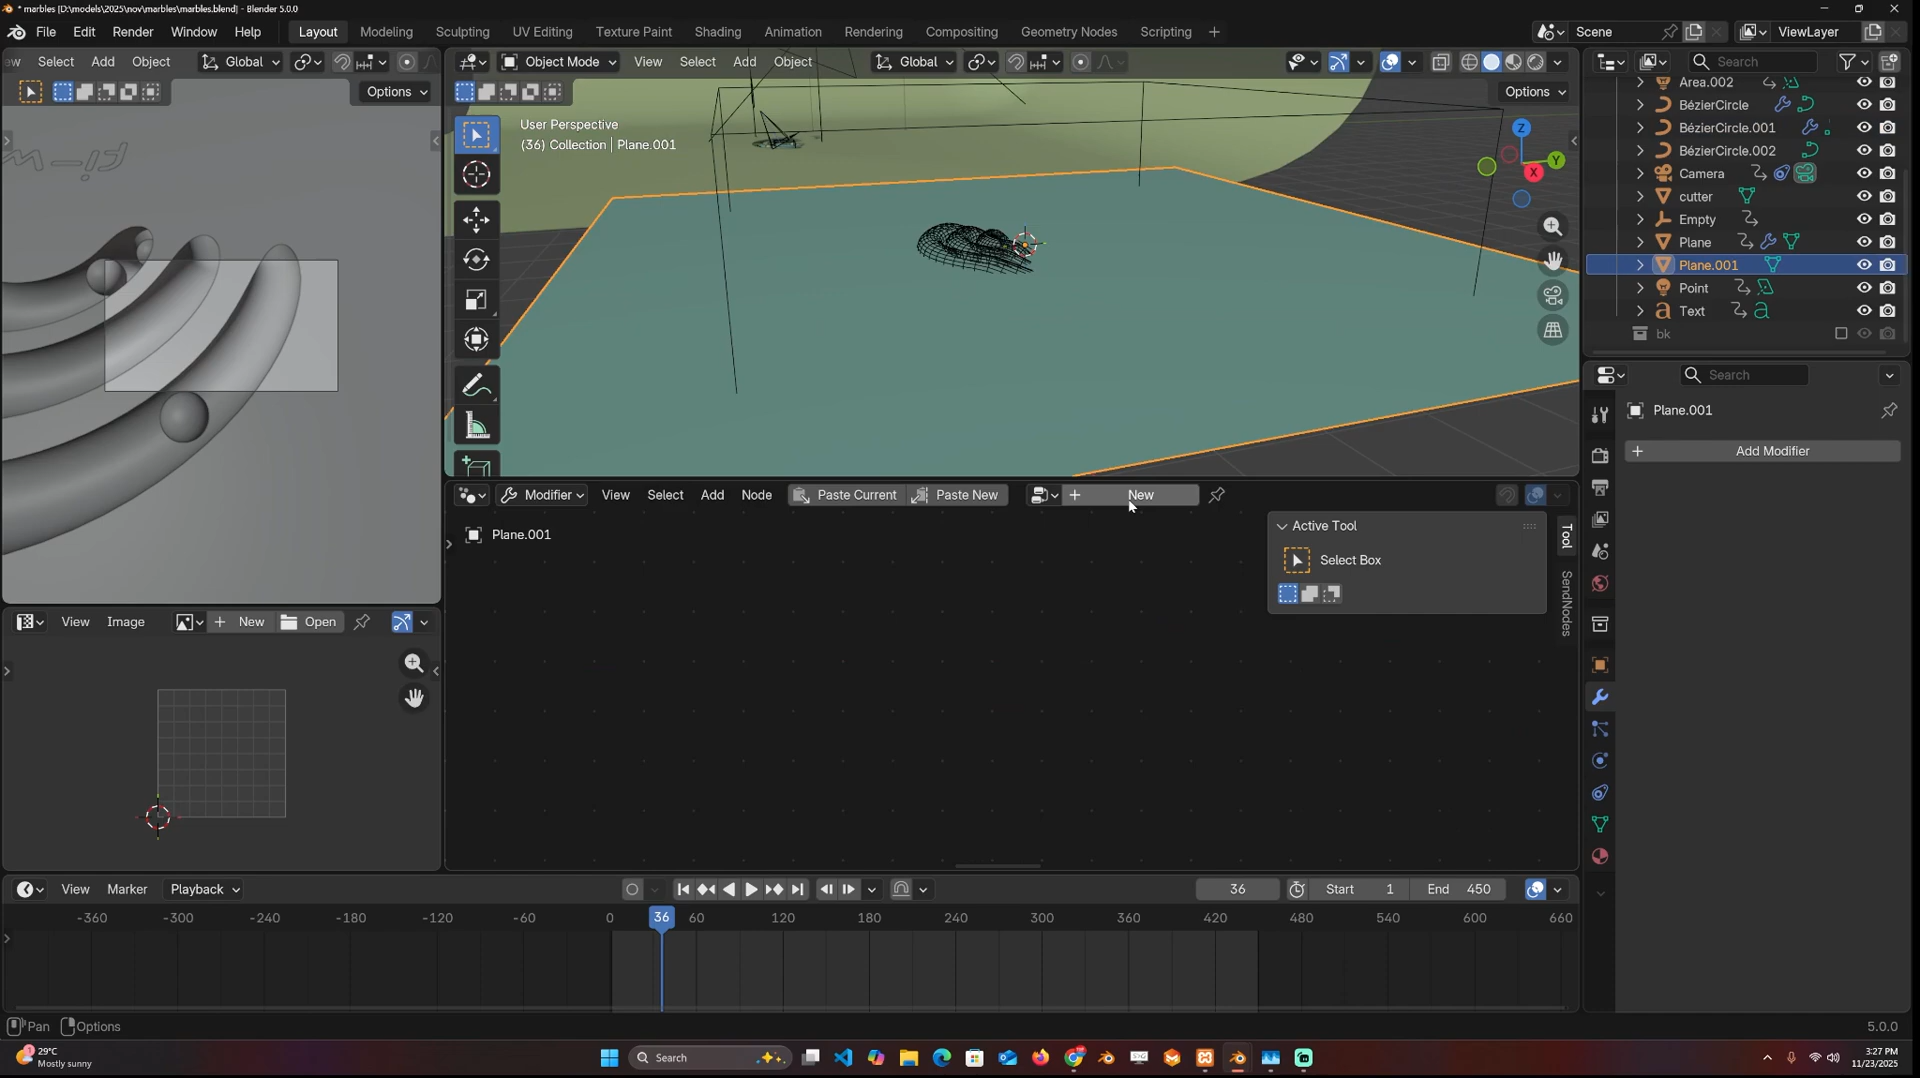 * marbles [D:\models\2025\nov\marbles\marbles.blend] - Blender 5.0.0
File Edit Render Window Help Layout Modeling Sculpting UV Editing Texture Paint Shading Animation Rendering Compositing Geometry Nodes Scripting + Scene ViewLayer
ew Select Add Object Global
Object Mode View Select Add Object Global
Search
Options
Options
User Perspective
(36) Collection | Plane.001
Z
Y
X
Area.002
BézierCircle
BézierCircle.001
BézierCircle.002
Camera
cutter
Empty
Plane
Plane.001
Point
Text
bk
Search
Plane.001
+ Add Modifier
Modifier View Select Add Node Paste Current Paste New + New
Plane.001
Active Tool
Select Box
Tool
SendNodes
View Image + New Open
View Marker Playback 36 Start 1 End 450
-360 -300 -240 -180 -120 -60 0 36 60 120 180 240 300 360 420 480 540 600 660
Pan Options
5.0.0
29°C
Mostly sunny
Search
3:27 PM
11/23/2025